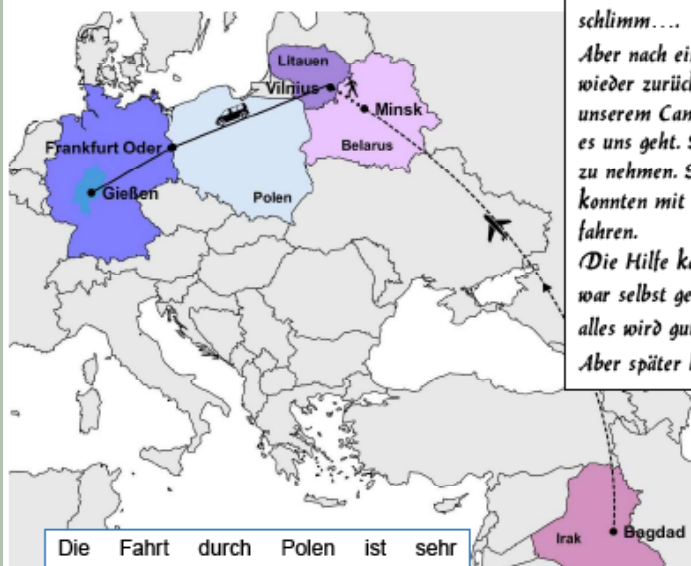 Litauen
Vilnius
Minsk
Belarus
Frankfurt Oder
Gießen
Polen
Irak
Bagdad
schlimm....
Aber nach ei
wieder zurück
unserem Can
es uns geht. S
zu nehmen. S
konnten mit
fahren.
Die Hilfe ka
war selbst ge
alles wird gu
Aber später
Die Fahrt durch Polen ist sehr